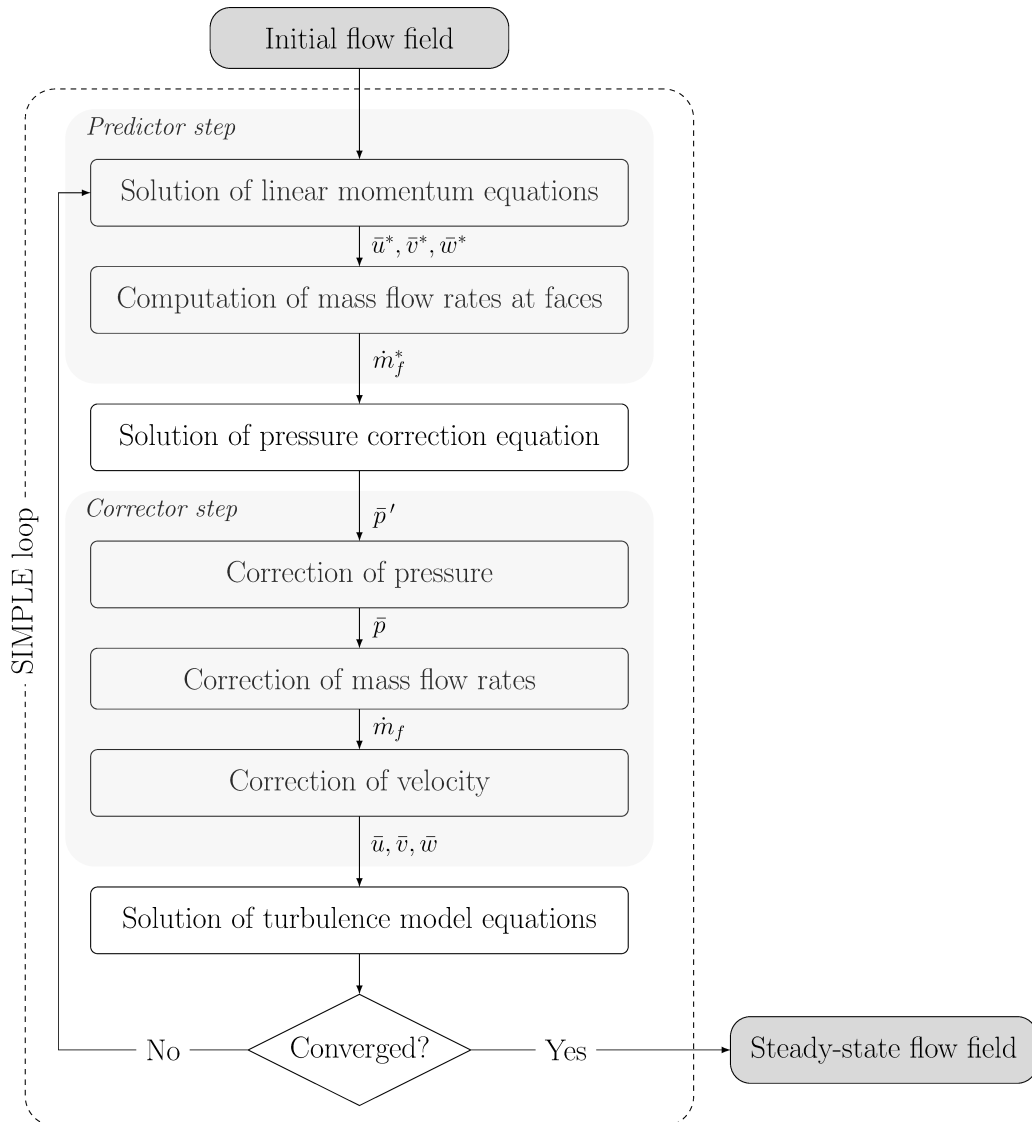 Initial flow field
Predictor step
Solution of linear momentum equations
ū*, v̄*, w̄*
Computation of mass flow rates at faces
ṁ*_f
Solution of pressure correction equation
Corrector step
p̄ ′
Correction of pressure
p̄
Correction of mass flow rates
ṁ_f
Correction of velocity
ū, v̄, w̄
Solution of turbulence model equations
Converged?
No
Yes
Steady-state flow field
SIMPLE loop